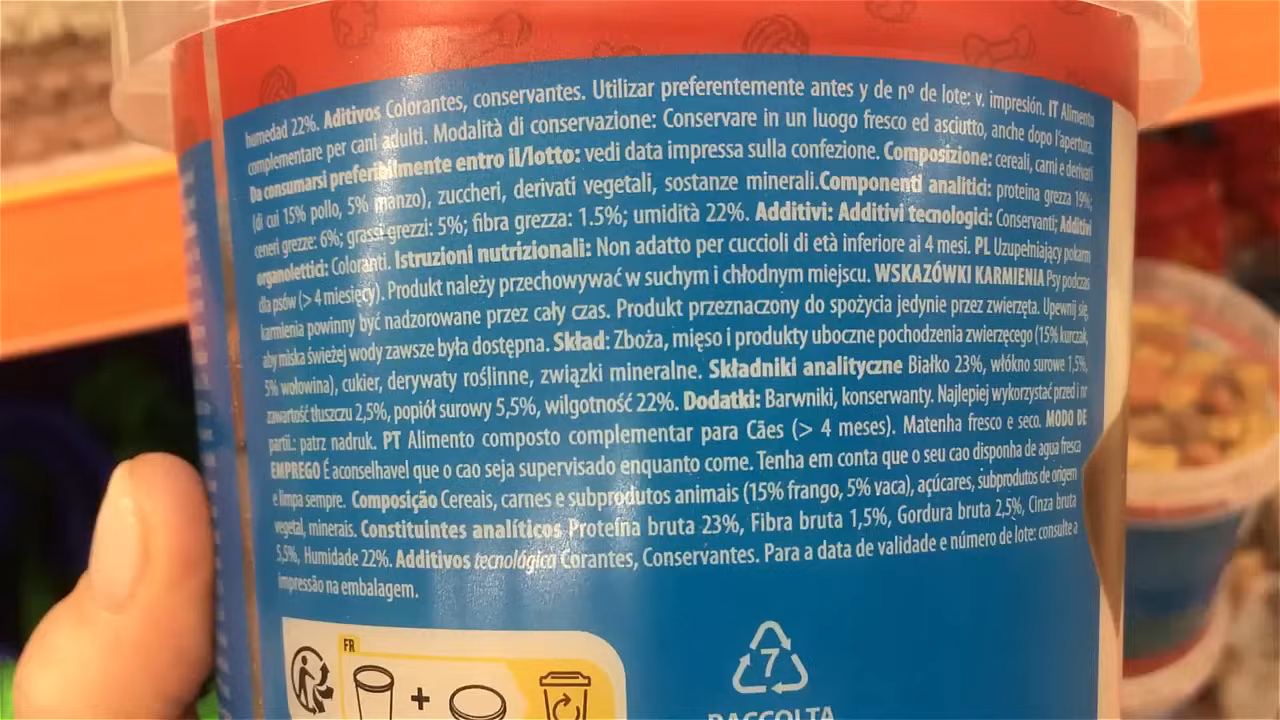 humedad 22%. Aditivos Colorantes, conservantes. Utilizar preferentemente antes y de nº de lote: v. impresión. IT Alimento
complementare per cani adulti. Modalità di conservazione: Conservare in un luogo fresco ed asciutto, anche dopo l'apertura.
Da consumarsi preferibilmente entro il/lotto: vedi data impressa sulla confezione. Composizione: cereali, carni e derivati
(di cui 15% pollo, 5% manzo), zuccheri, derivati vegetali, sostanze minerali.Componenti analitici: proteina grezza 19%;
ceneri grezze: 6%; grassi grezzi: 5%; fibra grezza: 1.5%; umidità 22%. Additivi: Additivi tecnologici: Conservanti; Additivi
organolettici: Coloranti. Istruzioni nutrizionali: Non adatto per cuccioli di età inferiore ai 4 mesi. PL Uzupełniający pokarm
dla psów (> 4 miesięcy). Produkt należy przechowywać w suchym i chłodnym miejscu. WSKAZÓWKI KARMIENIA Psy podczas
karmienia powinny być nadzorowane przez cały czas. Produkt przeznaczony do spożycia jedynie przez zwierzęta. Upewnij się,
aby miska świeżej wody zawsze była dostępna. Skład: Zboża, mięso i produkty uboczne pochodzenia zwierzęcego (15% kurczak,
5% wołowina), cukier, derywaty roślinne, związki mineralne. Składniki analityczne Białko 23%, włókno surowe 1,5%,
zawartość tłuszczu 2,5%, popiół surowy 5,5%, wilgotność 22%. Dodatki: Barwniki, konserwanty. Najlepiej wykorzystać przed i nr
partii.: patrz nadruk. PT Alimento composto complementar para Cães (> 4 meses). Matenha fresco e seco. MODO DE
EMPREGO É aconselhavel que o cao seja supervisado enquanto come. Tenha em conta que o seu cao disponha de agua fresca
e limpa sempre. Composição Cereais, carnes e subprodutos animais (15% frango, 5% vaca), açúcares, subprodutos de origem
vegetal, minerais. Constituintes analíticos Proteína bruta 23%, Fibra bruta 1,5%, Gordura bruta 2,5%, Cinza bruta
5,5%, Humidade 22%. Additivos tecnológica Corantes, Conservantes. Para a data de validade e número de lote: consulte a
impressão na embalagem.
FR
+
7
RACCOLTA